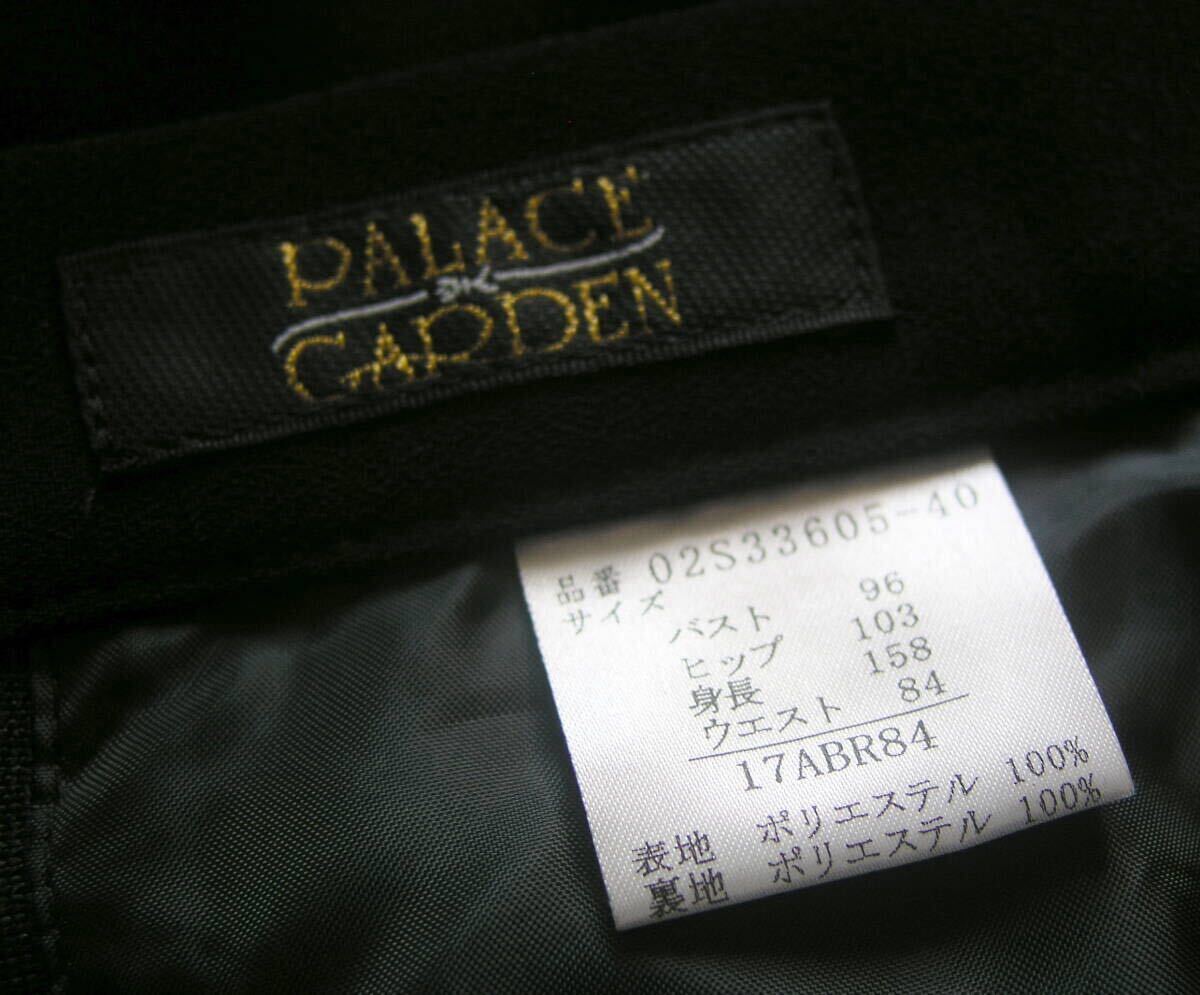 PALACE
GARDEN
品番 02S33605-40
サイズ
バスト 96
ヒップ 103
身長 158
ウエスト 84
17ABR84
表地 ポリエステル 100%
裏地 ポリエステル 100%